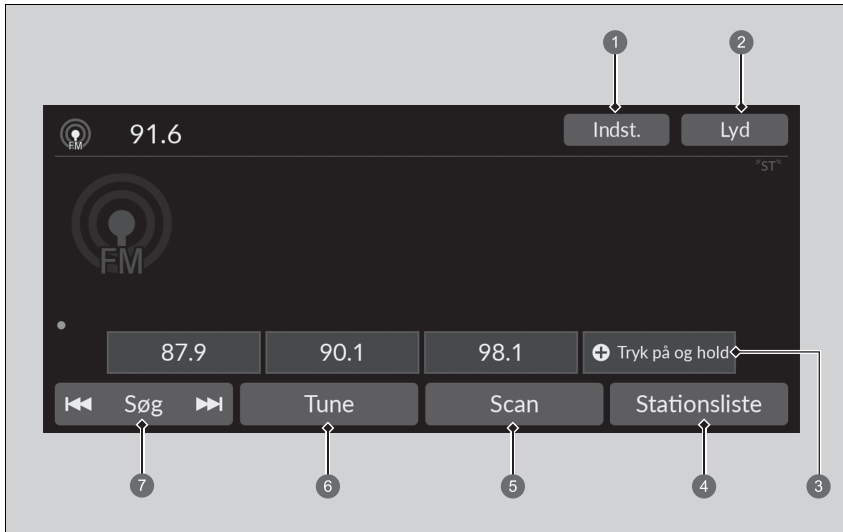 1 2
FM 91.6 Indst. Lyd
ST
FM
87.9 90.1 98.1 Tryk på og hold
Søg Tune Scan Stationsliste
7 6 5 4 3